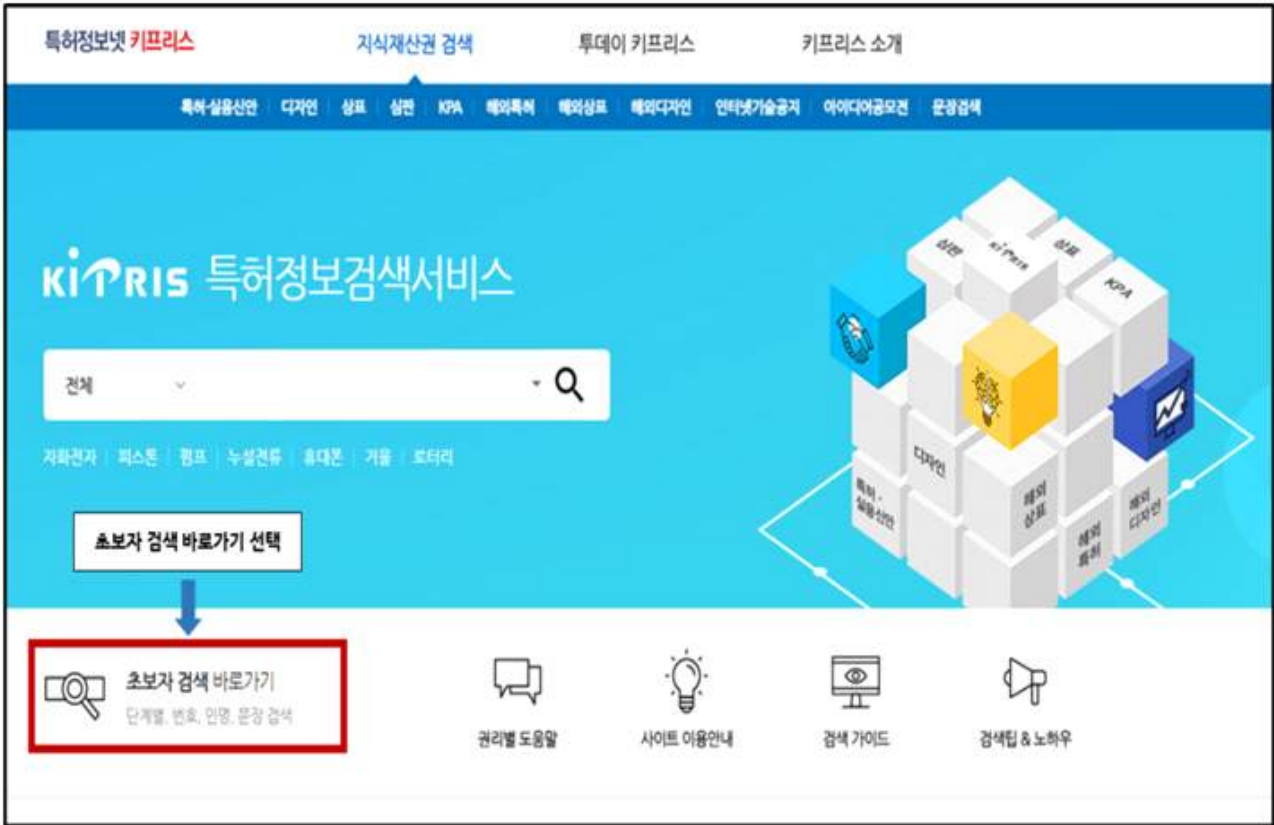 특허정보넷 키프리스
지식재산권 검색 투데이 키프리스 키프리스 소개
특허·실용신안 디자인 상표 심판 KPA 해외특허 해외상표 해외디자인 인터넷기술공지 아이디어공모전 문장검색
KIPRIS 특허정보검색서비스
전체
자화전자 피스톤 펌프 누설전류 휴대폰 거울 로터리
초보자 검색 바로가기 선택
초보자 검색 바로가기
단계별, 번호, 인명, 문장 검색
심판
KIPRIS
상표
KPA
디자인
특허·
실용신안
해외
상표
해외
특허
해외
디자인
권리별 도움말 사이트 이용안내 검색 가이드 검색팁 & 노하우